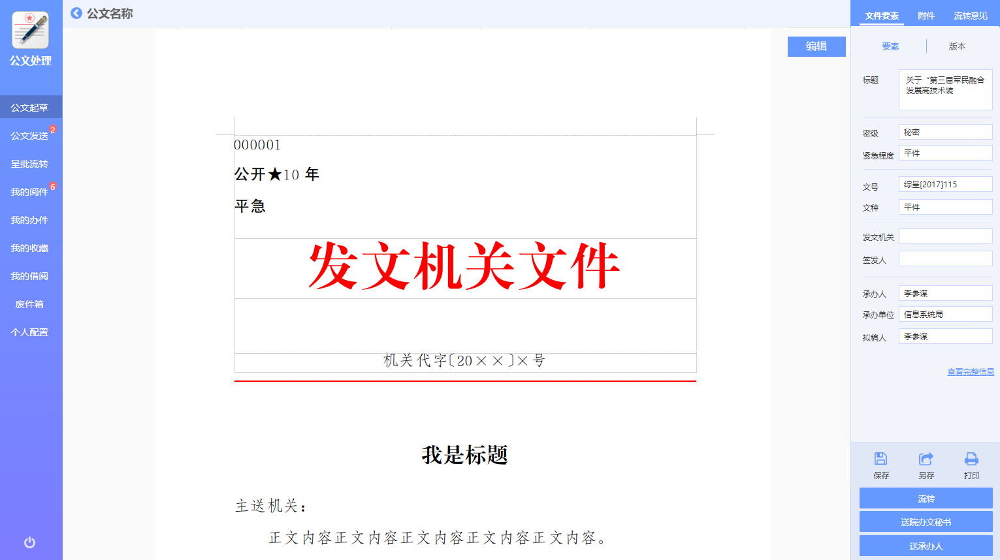 公文处理
公文起草
公文发送 2
呈批流转
我的阅件 6
我的办件
我的收藏
我的借阅
废件箱
个人配置
公文名称
编辑
000001
公开★10 年
平急
发文机关文件
机关代字〔20××〕×号
我是标题
主送机关：
正文内容正文内容正文内容正文内容正文内容。
文件要素 附件 流转意见
要素 版本
标题 关于“第三届军民融合
发展高技术装
密级 秘密
紧急程度 平件
文号 综呈[2017]115
文种 平件
发文机关
签发人
承办人 李参谋
承办单位 信息系统局
拟稿人 李参谋
查看完整信息
保存 另存 打印
流转
送院办文秘书
送承办人